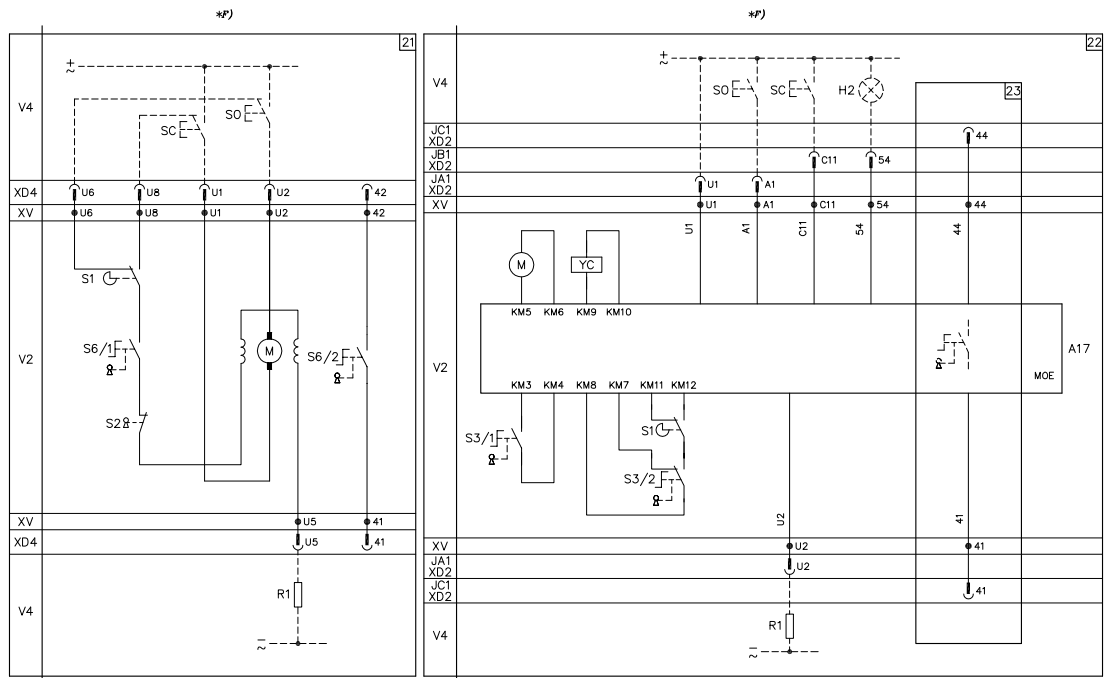 *F)
*F)
21
22
+
~
V4
SO
SC
XD4
U6
U8
U1
U2
42
XV
U6
U8
U1
U2
42
V2
S1
S6/1
M
S6/2
S2
XV
U5
41
XD4
U5
41
V4
R1
–
~
+
~
V4
SO
SC
H2
23
JC1
XD2
44
JB1
XD2
C11
54
JA1
XD2
U1
A1
XV
U1
A1
C11
54
44
U1
A1
C11
54
44
M
YC
KM5
KM6
KM9
KM10
V2
A17
MOE
KM3
KM4
KM8
KM7
KM11
KM12
S3/1
S1
S3/2
U2
41
XV
U2
41
JA1
XD2
U2
JC1
XD2
41
V4
R1
–
~